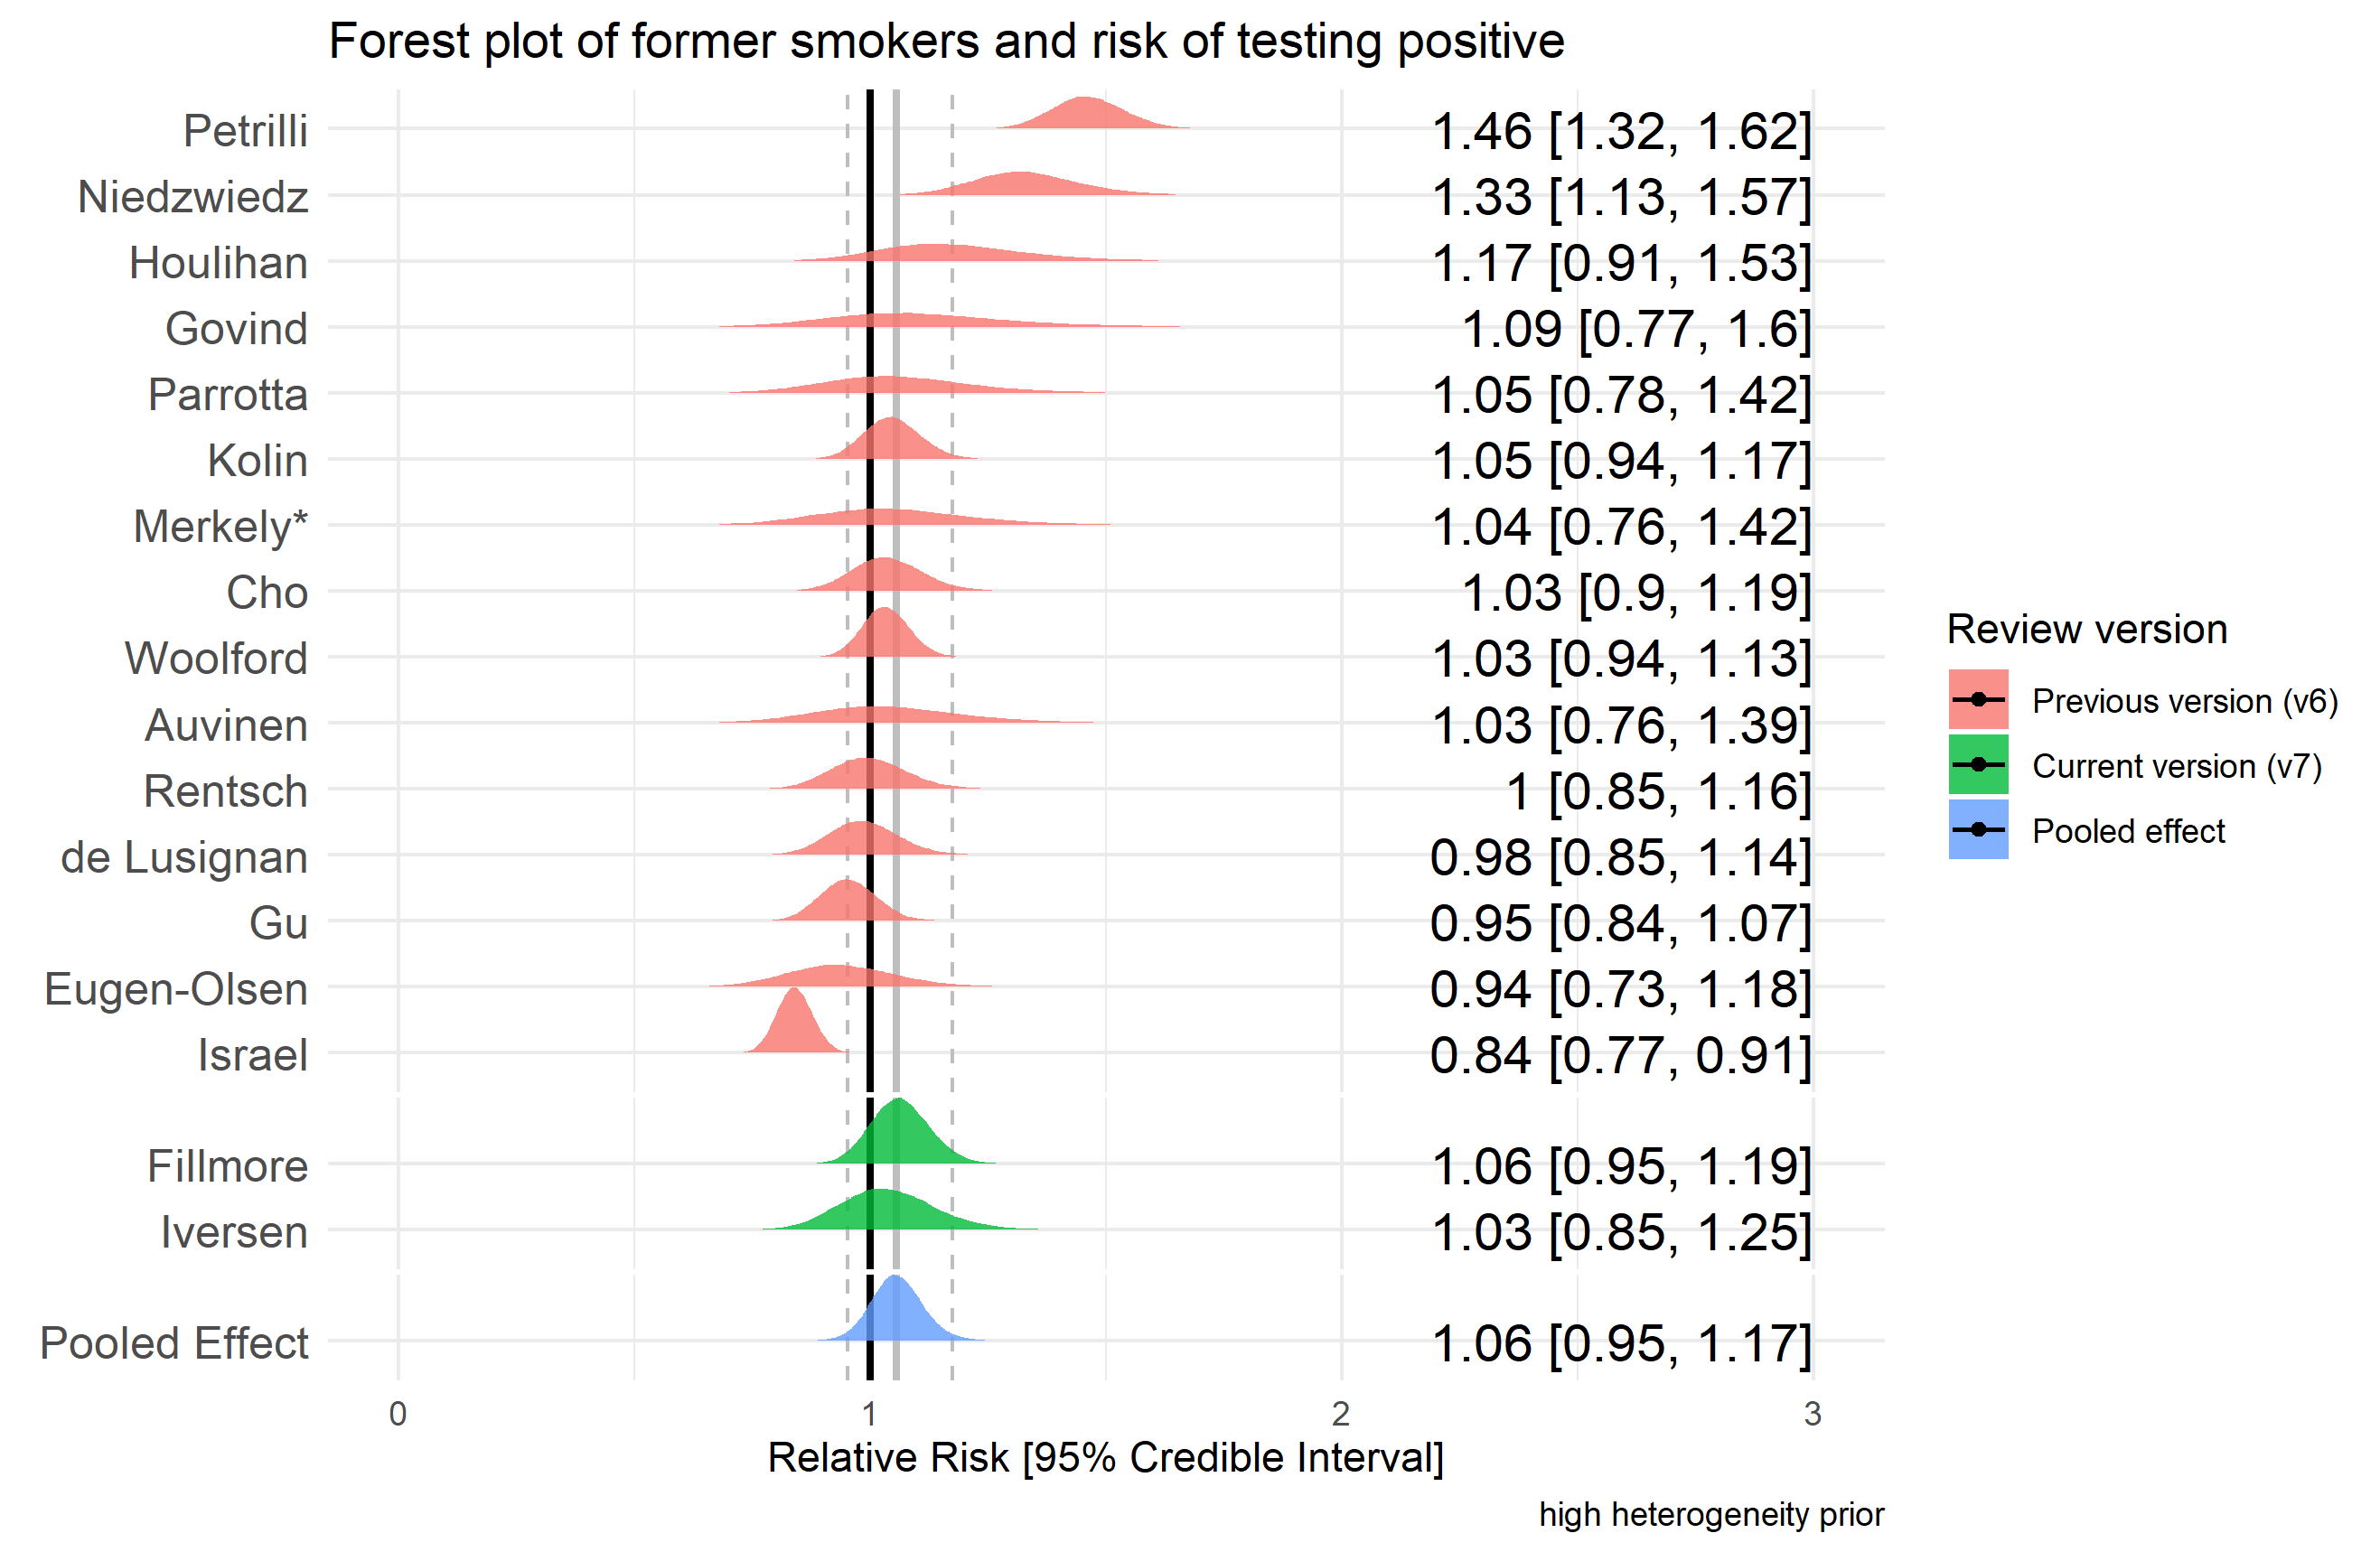 Forest plot of former smokers and risk of testing positive
Petrilli 1.46 [1.32, 1.62]
Niedzwiedz 1.33 [1.13, 1.57]
Houlihan 1.17 [0.91, 1.53]
Govind 1.09 [0.77, 1.6]
Parrotta 1.05 [0.78, 1.42]
Kolin 1.05 [0.94, 1.17]
Merkely* 1.04 [0.76, 1.42]
Cho 1.03 [0.9, 1.19]
Woolford 1.03 [0.94, 1.13]
Auvinen 1.03 [0.76, 1.39]
Rentsch 1 [0.85, 1.16]
de Lusignan 0.98 [0.85, 1.14]
Gu 0.95 [0.84, 1.07]
Eugen-Olsen 0.94 [0.73, 1.18]
Israel 0.84 [0.77, 0.91]
Fillmore 1.06 [0.95, 1.19]
Iversen 1.03 [0.85, 1.25]
Pooled Effect 1.06 [0.95, 1.17]
0 1 2 3
Relative Risk [95% Credible Interval]
high heterogeneity prior
Review version
Previous version (v6)
Current version (v7)
Pooled effect